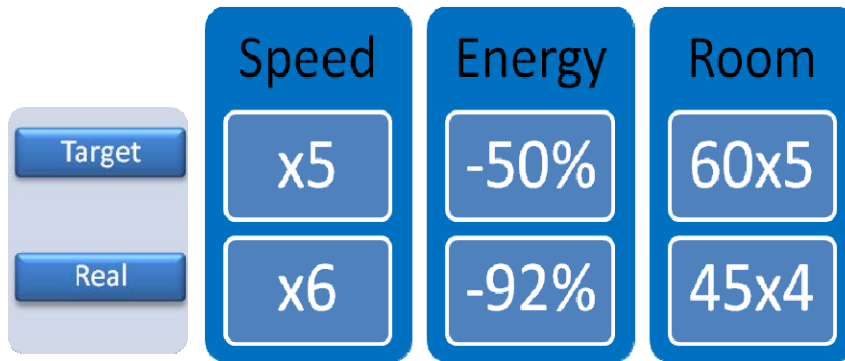 Speed Energy Room
Target x5 -50% 60x5
Real x6 -92% 45x4